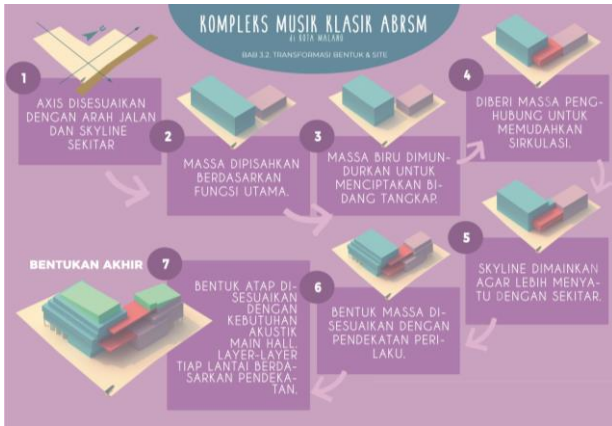 KOMPLEKS MUSIK KLASIK ABRSM
di KOTA MALANG
BAB 3.2. TRANSFORMASI BENTUK & SITE
1
AXIS DISESUAIKAN
DENGAN ARAH JALAN
DAN SKYLINE
SEKITAR
2
MASSA DIPISAHKAN
BERDASARKAN
FUNGSI UTAMA.
3
MASSA BIRU DIMUN-
DURKAN UNTUK
MENCIPTAKAN BI-
DANG TANGKAP.
4
DIBERI MASSA PENG-
HUBUNG UNTUK
MEMUDAHKAN
SIRKULASI.
5
SKYLINE DIMAINKAN
AGAR LEBIH MENYA-
TU DENGAN SEKITAR.
6
BENTUK MASSA DI-
SESUAIKAN DENGAN
PENDEKATAN PERI-
LAKU.
BENTUKAN AKHIR
7
BENTUK ATAP DI-
SESUAIKAN
DENGAN
KEBUTUHAN
AKUSTIK
MAIN HALL.
LAYER-LAYER
TIAP LANTAI BERDA-
SARKAN PENDEKA-
TAN.